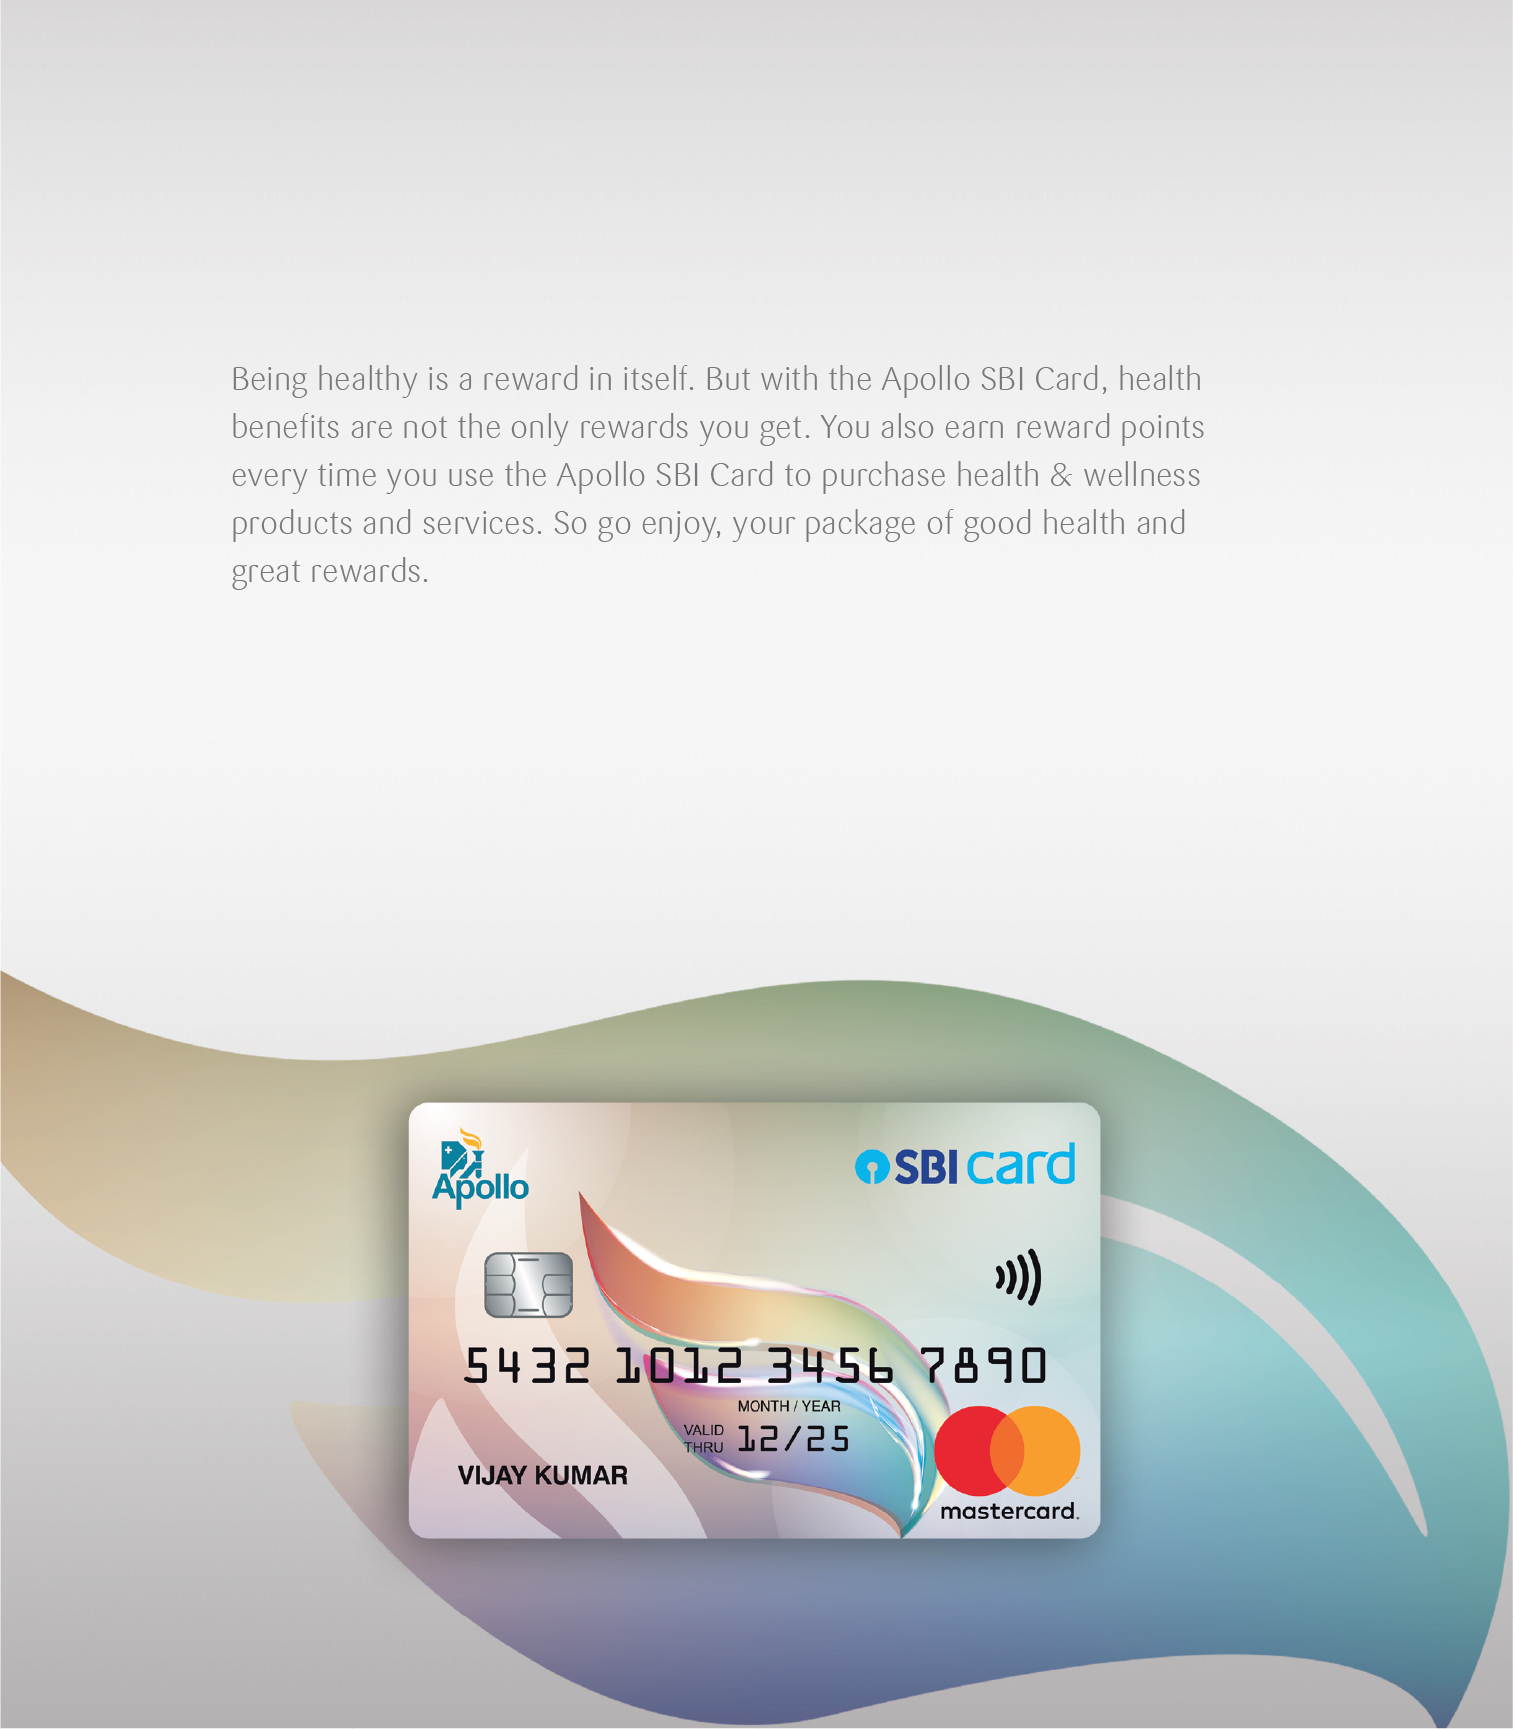 Being healthy is a reward in itself. But with the Apollo SBI Card, health
benefits are not the only rewards you get. You also earn reward points
every time you use the Apollo SBI Card to purchase health & wellness
products and services. So go enjoy, your package of good health and
great rewards.
Apollo
SBI card
5432 1012 3456 7890
MONTH / YEAR
VALID
THRU
12/25
VIJAY KUMAR
mastercard.